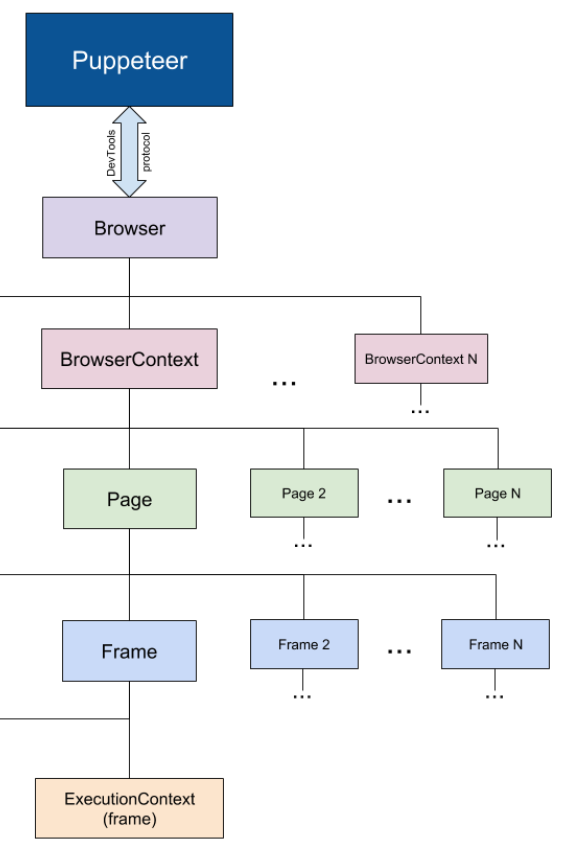 Puppeteer
DevTools
protocol
Browser
BrowserContext
...
BrowserContext N
...
Page
Page 2
...
Page N
...
...
Frame
Frame 2
...
Frame N
...
...
ExecutionContext
(frame)